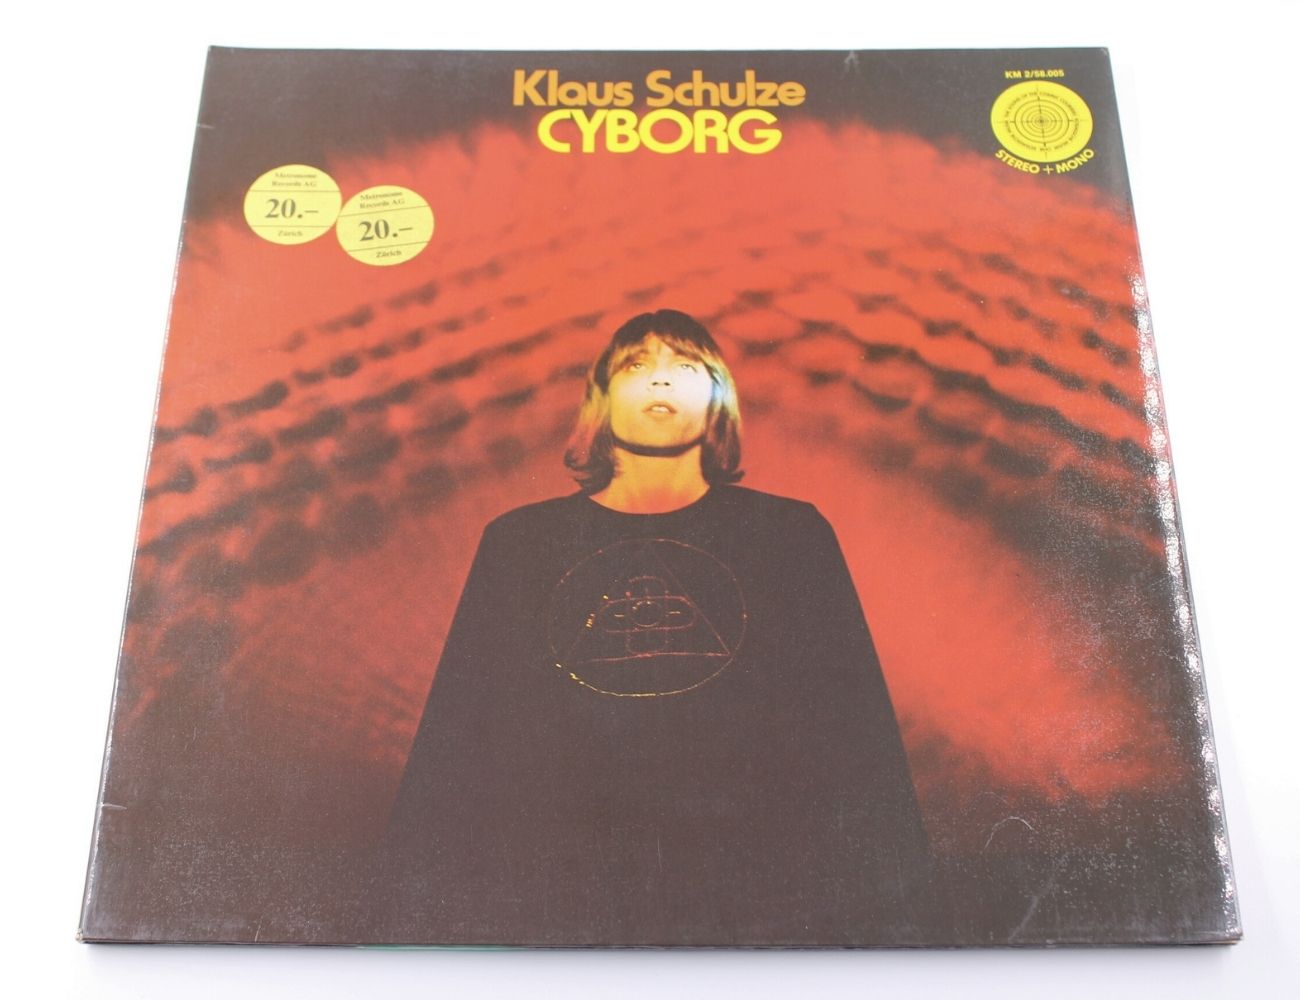 Klaus Schulze
CYBORG
KM 2/58.005
STEREO + MONO
Metronome
Records AG
20.–
Zürich
Metronome
Records AG
20.–
Zürich